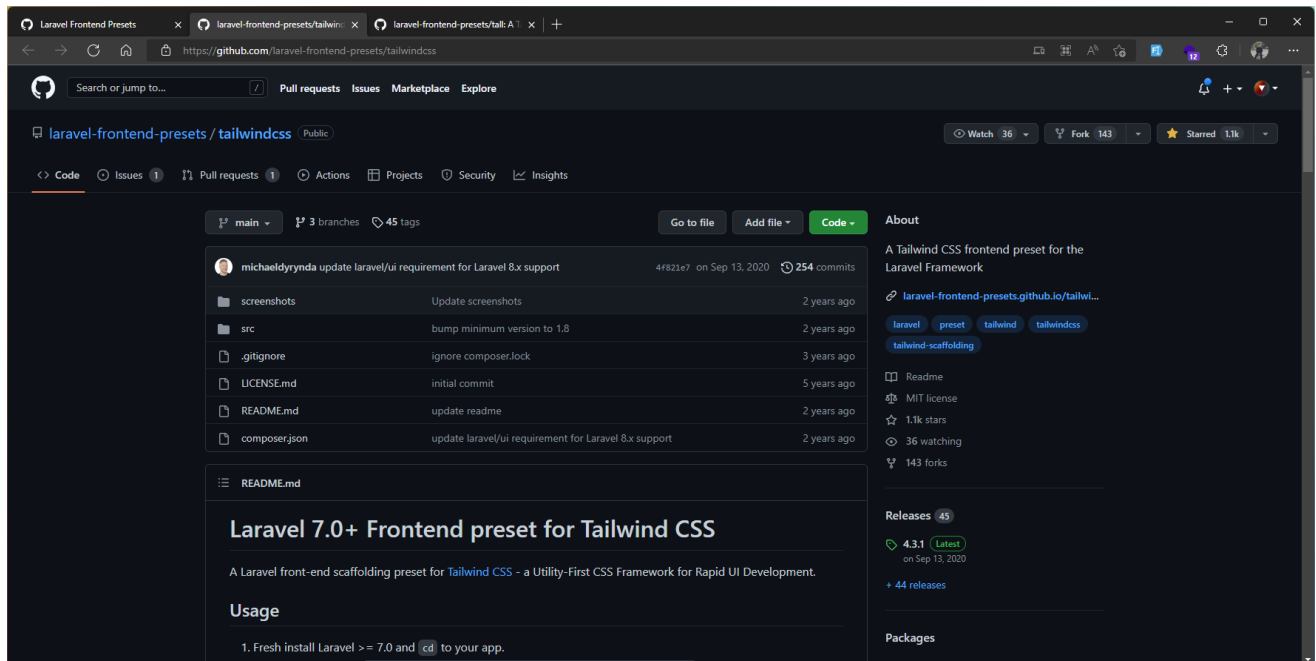 Laravel Frontend Presets
laravel-frontend-presets/tailwind
laravel-frontend-presets/tall: A T
https://github.com/laravel-frontend-presets/tailwindcss
12
Search or jump to... / Pull requests Issues Marketplace Explore
laravel-frontend-presets / tailwindcss Public
Watch 36 Fork 143 Starred 1.1k
Code Issues 1 Pull requests 1 Actions Projects Security Insights
main 3 branches 45 tags Go to file Add file Code
michaeldyrynda update laravel/ui requirement for Laravel 8.x support 4f821e7 on Sep 13, 2020 254 commits
screenshots Update screenshots 2 years ago
src bump minimum version to 1.8 2 years ago
.gitignore ignore composer.lock 3 years ago
LICENSE.md initial commit 5 years ago
README.md update readme 2 years ago
composer.json update laravel/ui requirement for Laravel 8.x support 2 years ago
README.md
Laravel 7.0+ Frontend preset for Tailwind CSS
A Laravel front-end scaffolding preset for Tailwind CSS - a Utility-First CSS Framework for Rapid UI Development.
Usage
1. Fresh install Laravel >= 7.0 and cd to your app.
About
A Tailwind CSS frontend preset for the
Laravel Framework
laravel-frontend-presets.github.io/tailwi...
laravel preset tailwind tailwindcss
tailwind-scaffolding
Readme
MIT license
1.1k stars
36 watching
143 forks
Releases 45
4.3.1 Latest
on Sep 13, 2020
+ 44 releases
Packages